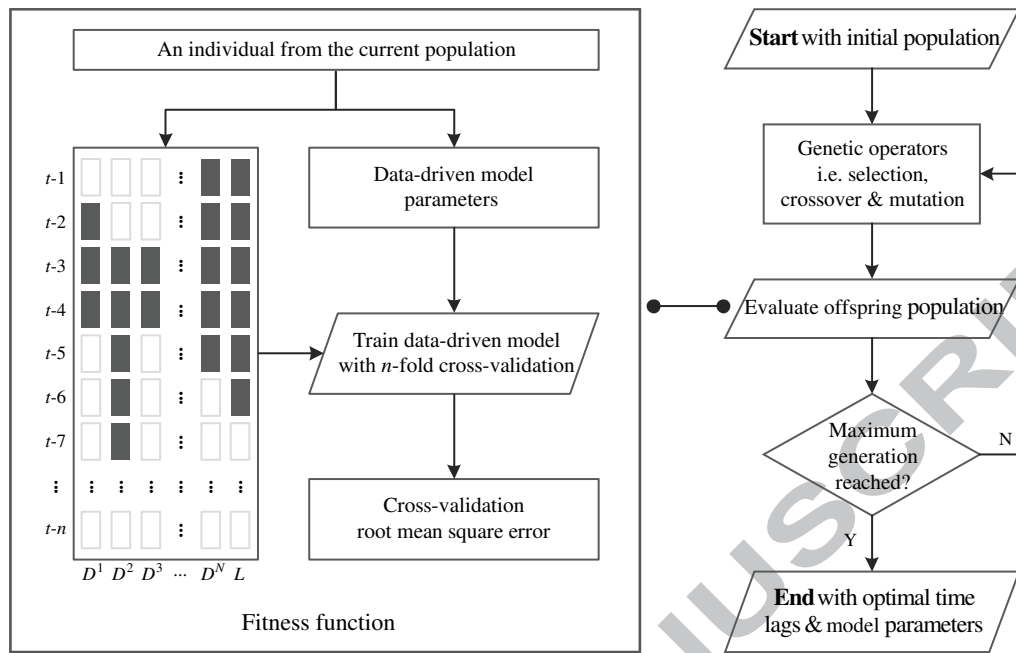 An individual from the current population
t-1
t-2
t-3
t-4
t-5
t-6
t-7
t-n
D¹ D² D³ ... Dᴺ L
Data-driven model
parameters
Train data-driven model
with n-fold cross-validation
Cross-validation
root mean square error
Fitness function
Start with initial population
Genetic operators
i.e. selection,
crossover & mutation
Evaluate offspring population
Maximum
generation
reached?
N
Y
End with optimal time
lags & model parameters
USCRI